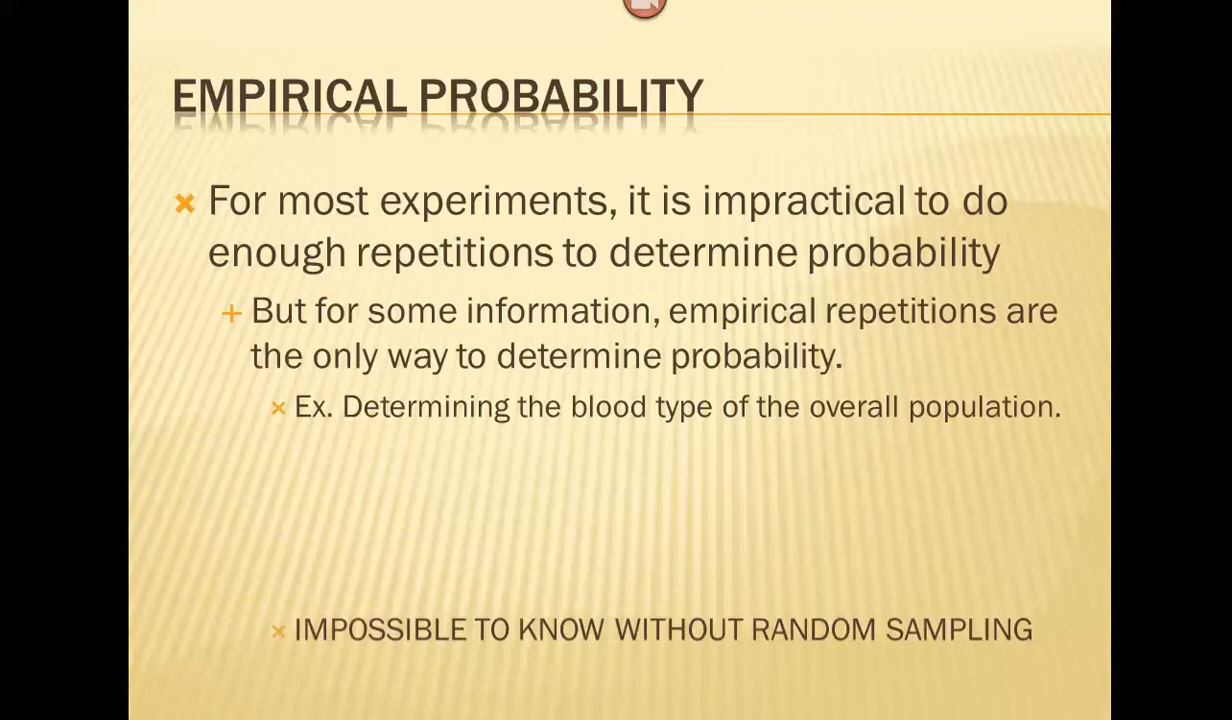 EMPIRICAL PROBABILITY
For most experiments, it is impractical to do
enough repetitions to determine probability
But for some information, empirical repetitions are
the only way to determine probability.
Ex. Determining the blood type of the overall population.
IMPOSSIBLE TO KNOW WITHOUT RANDOM SAMPLING